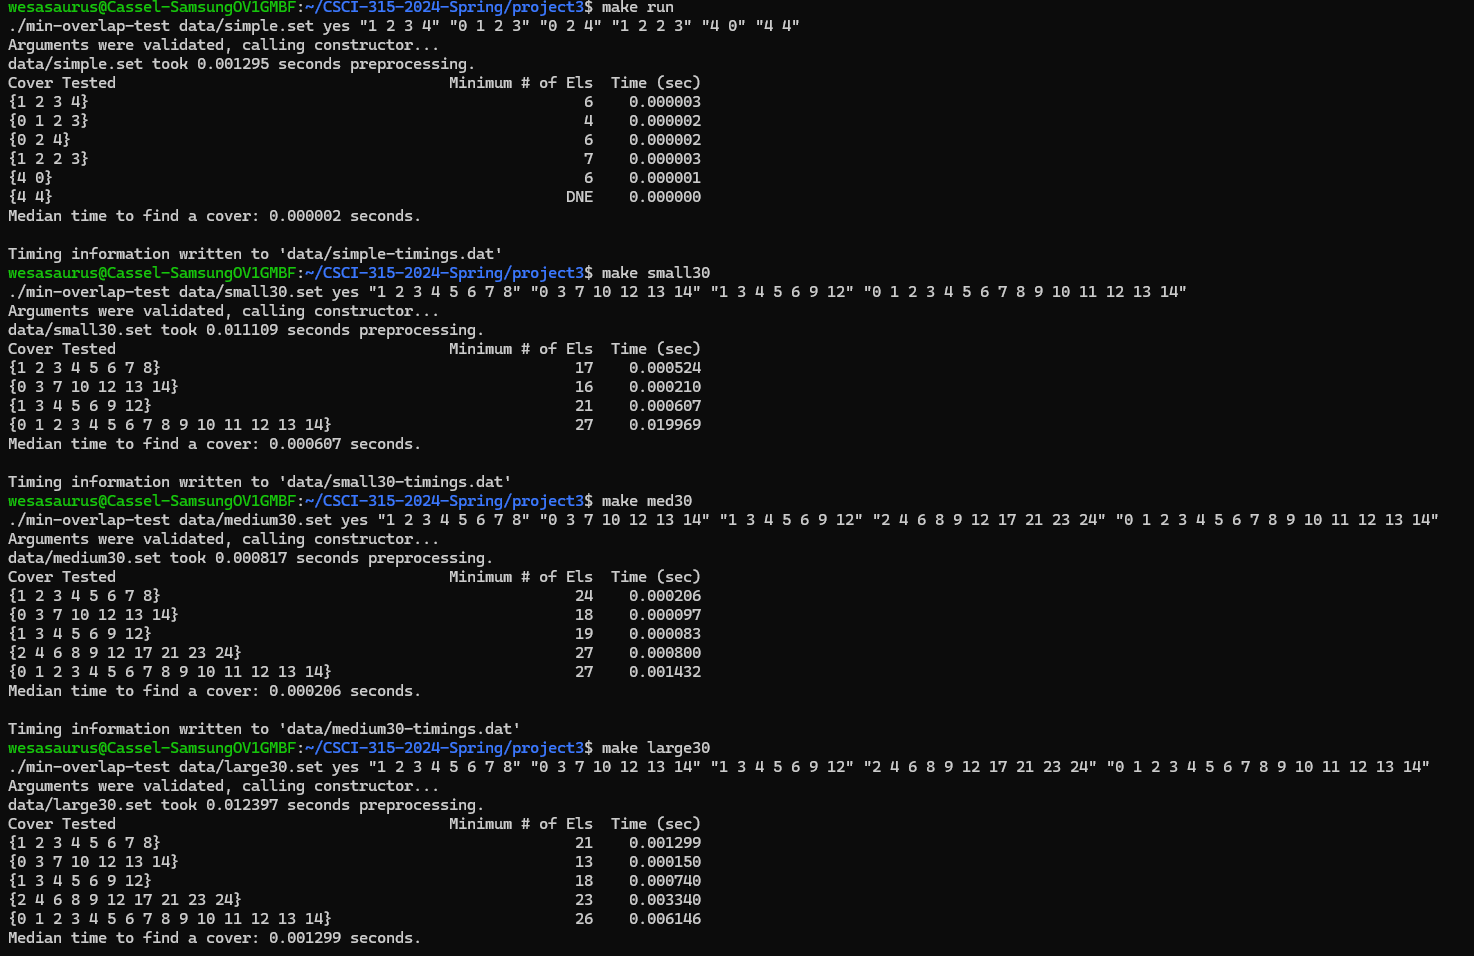 wesasaurus@Cassel-SamsungOV1GMBF:~/CSCI-315-2024-Spring/project3$ make run
./min-overlap-test data/simple.set yes "1 2 3 4" "0 1 2 3" "0 2 4" "1 2 2 3" "4 0" "4 4"
Arguments were validated, calling constructor...
data/simple.set took 0.001295 seconds preprocessing.
Cover Tested                                     Minimum # of Els  Time (sec)
{1 2 3 4}                                                       6    0.000003
{0 1 2 3}                                                       4    0.000002
{0 2 4}                                                         6    0.000002
{1 2 2 3}                                                       7    0.000003
{4 0}                                                           6    0.000001
{4 4}                                                         DNE    0.000000
Median time to find a cover: 0.000002 seconds.
Timing information written to 'data/simple-timings.dat'
wesasaurus@Cassel-SamsungOV1GMBF:~/CSCI-315-2024-Spring/project3$ make small30
./min-overlap-test data/small30.set yes "1 2 3 4 5 6 7 8" "0 3 7 10 12 13 14" "1 3 4 5 6 9 12" "0 1 2 3 4 5 6 7 8 9 10 11 12 13 14"
Arguments were validated, calling constructor...
data/small30.set took 0.011109 seconds preprocessing.
Cover Tested                                     Minimum # of Els  Time (sec)
{1 2 3 4 5 6 7 8}                                              17    0.000524
{0 3 7 10 12 13 14}                                            16    0.000210
{1 3 4 5 6 9 12}                                               21    0.000607
{0 1 2 3 4 5 6 7 8 9 10 11 12 13 14}                           27    0.019969
Median time to find a cover: 0.000607 seconds.
Timing information written to 'data/small30-timings.dat'
wesasaurus@Cassel-SamsungOV1GMBF:~/CSCI-315-2024-Spring/project3$ make med30
./min-overlap-test data/medium30.set yes "1 2 3 4 5 6 7 8" "0 3 7 10 12 13 14" "1 3 4 5 6 9 12" "2 4 6 8 9 12 17 21 23 24" "0 1 2 3 4 5 6 7 8 9 10 11 12 13 14"
Arguments were validated, calling constructor...
data/medium30.set took 0.000817 seconds preprocessing.
Cover Tested                                     Minimum # of Els  Time (sec)
{1 2 3 4 5 6 7 8}                                              24    0.000206
{0 3 7 10 12 13 14}                                            18    0.000097
{1 3 4 5 6 9 12}                                               19    0.000083
{2 4 6 8 9 12 17 21 23 24}                                     27    0.000800
{0 1 2 3 4 5 6 7 8 9 10 11 12 13 14}                           27    0.001432
Median time to find a cover: 0.000206 seconds.
Timing information written to 'data/medium30-timings.dat'
wesasaurus@Cassel-SamsungOV1GMBF:~/CSCI-315-2024-Spring/project3$ make large30
./min-overlap-test data/large30.set yes "1 2 3 4 5 6 7 8" "0 3 7 10 12 13 14" "1 3 4 5 6 9 12" "2 4 6 8 9 12 17 21 23 24" "0 1 2 3 4 5 6 7 8 9 10 11 12 13 14"
Arguments were validated, calling constructor...
data/large30.set took 0.012397 seconds preprocessing.
Cover Tested                                     Minimum # of Els  Time (sec)
{1 2 3 4 5 6 7 8}                                              21    0.001299
{0 3 7 10 12 13 14}                                            13    0.000150
{1 3 4 5 6 9 12}                                               18    0.000740
{2 4 6 8 9 12 17 21 23 24}                                     23    0.003340
{0 1 2 3 4 5 6 7 8 9 10 11 12 13 14}                           26    0.006146
Median time to find a cover: 0.001299 seconds.